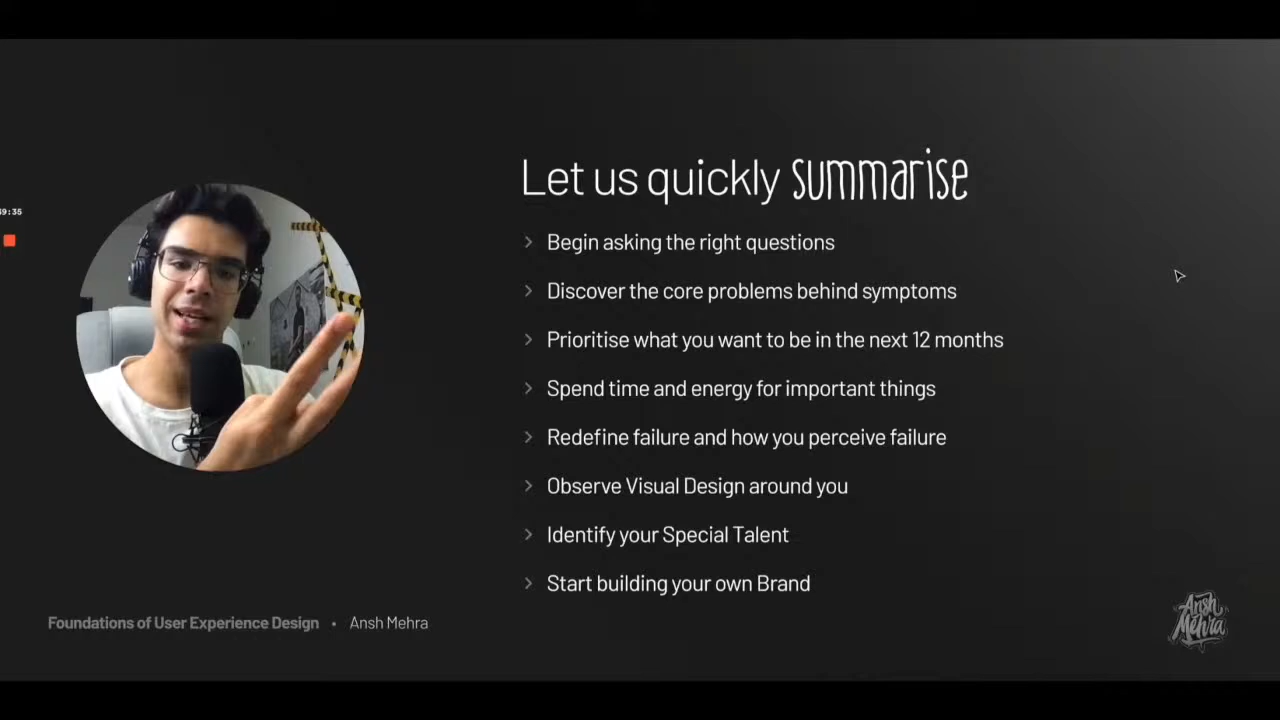 Let us quickly summarise
Begin asking the right questions
Discover the core problems behind symptoms
Prioritise what you want to be in the next 12 months
Spend time and energy for important things
Redefine failure and how you perceive failure
Observe Visual Design around you
Identify your Special Talent
Start building your own Brand
Foundations of User Experience Design • Ansh Mehra
Ansh
Mehra